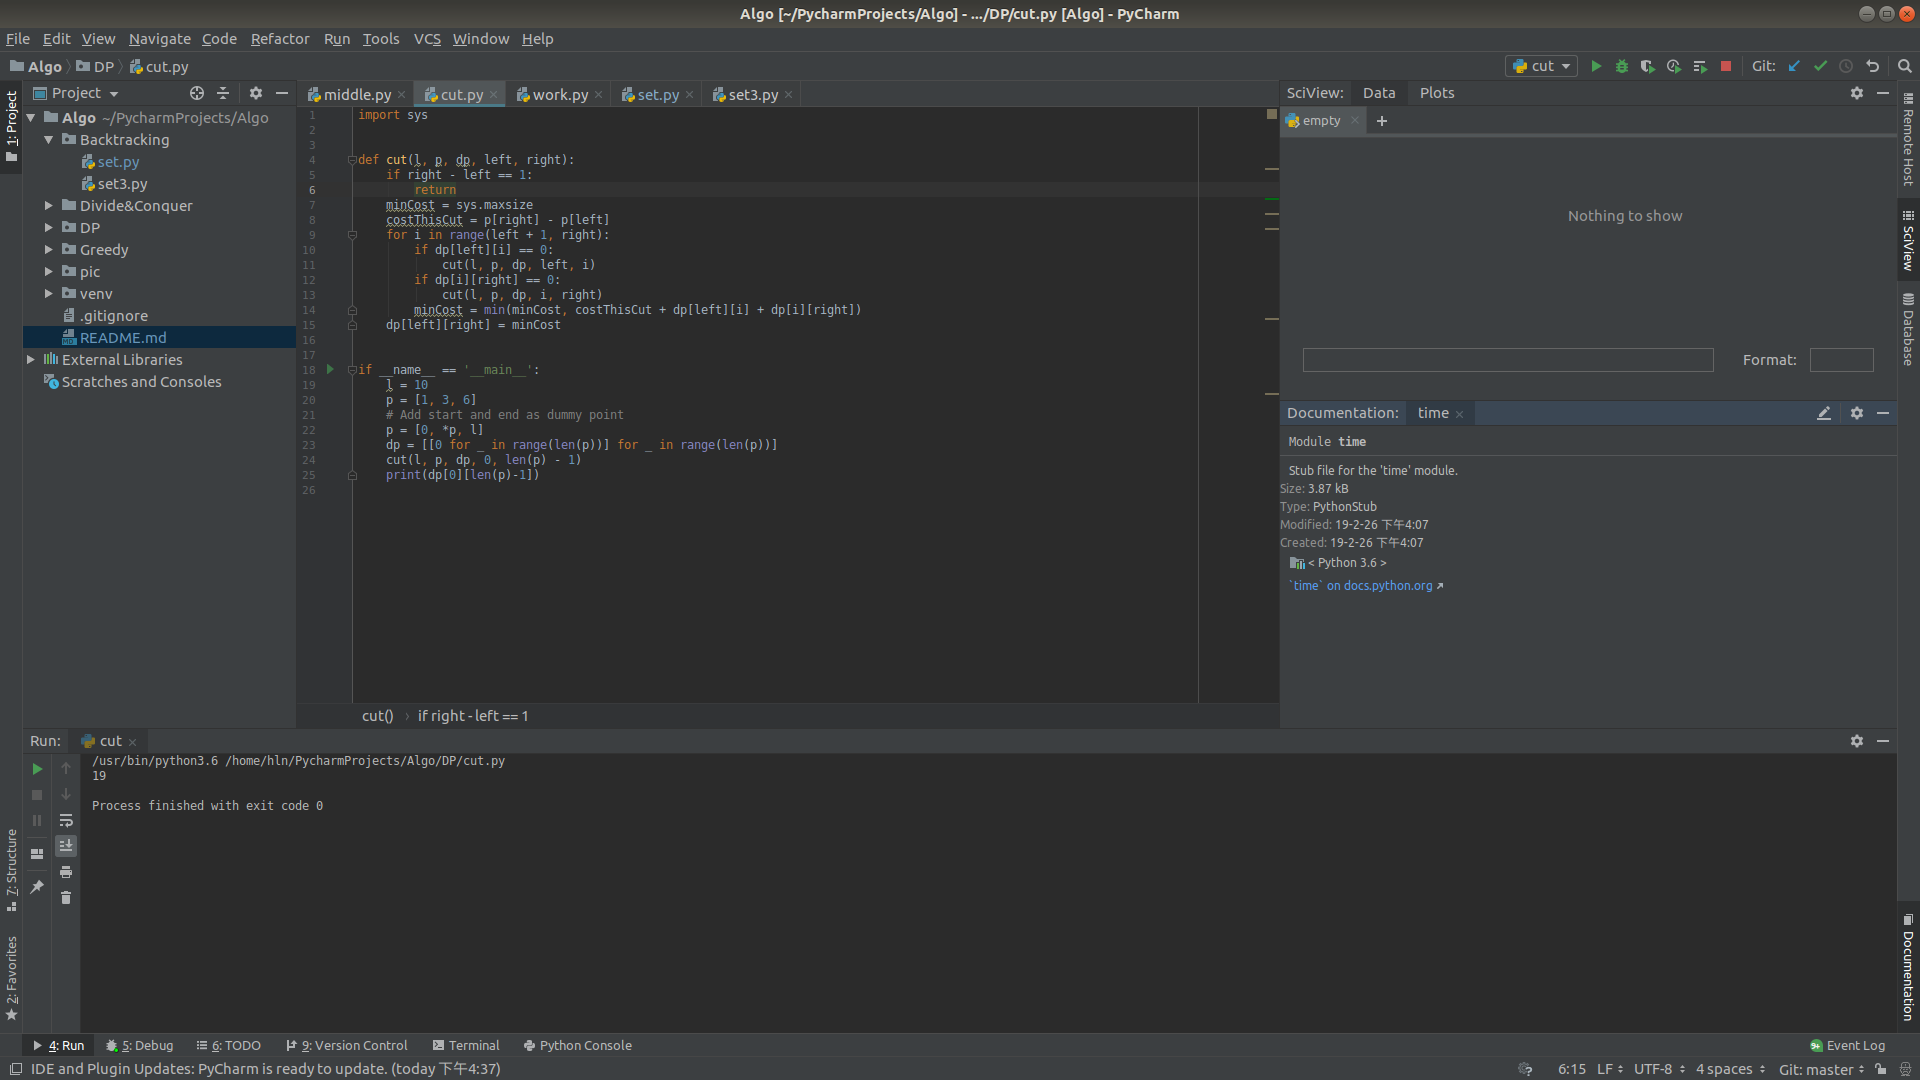 Algo [~/PycharmProjects/Algo] - .../DP/cut.py [Algo] - PyCharm
File Edit View Navigate Code Refactor Run Tools VCS Window Help
Algo DP cut.py
cut Git:
1: Project
Project
Algo ~/PycharmProjects/Algo
Backtracking
set.py
set3.py
Divide&Conquer
DP
Greedy
pic
venv
.gitignore
README.md
External Libraries
Scratches and Consoles
middle.py cut.py work.py set.py set3.py
1 import sys
2
3
4 def cut(l, p, dp, left, right):
5 if right - left == 1:
6 return
7 minCost = sys.maxsize
8 costThisCut = p[right] - p[left]
9 for i in range(left + 1, right):
10 if dp[left][i] == 0:
11 cut(l, p, dp, left, i)
12 if dp[i][right] == 0:
13 cut(l, p, dp, i, right)
14 minCost = min(minCost, costThisCut + dp[left][i] + dp[i][right])
15 dp[left][right] = minCost
16
17
18 if __name__ == '__main__':
19 l = 10
20 p = [1, 3, 6]
21 # Add start and end as dummy point
22 p = [0, *p, l]
23 dp = [[0 for _ in range(len(p))] for _ in range(len(p))]
24 cut(l, p, dp, 0, len(p) - 1)
25 print(dp[0][len(p)-1])
26
cut() › if right - left == 1
SciView: Data Plots
empty +
Nothing to show
Format:
Documentation: time
Module time
Stub file for the 'time' module.
Size: 3.87 kB
Type: PythonStub
Modified: 19-2-26 下午4:07
Created: 19-2-26 下午4:07
< Python 3.6 >
`time` on docs.python.org
Remote Host
SciView
Database
Documentation
Run: cut
/usr/bin/python3.6 /home/hln/PycharmProjects/Algo/DP/cut.py
19
Process finished with exit code 0
7: Structure
2: Favorites
4: Run 5: Debug 6: TODO 9: Version Control Terminal Python Console 9+ Event Log
IDE and Plugin Updates: PyCharm is ready to update. (today 下午4:37) 6:15 LF UTF-8 4 spaces Git: master